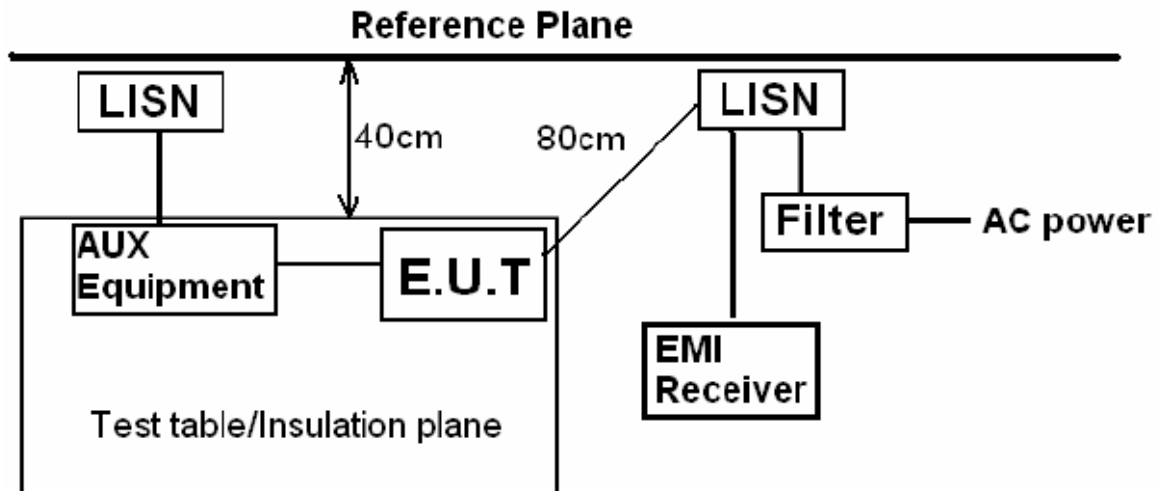 Reference Plane
LISN
40cm
80cm
LISN
Filter
AC power
AUX
Equipment
E.U.T
EMI
Receiver
Test table/Insulation plane